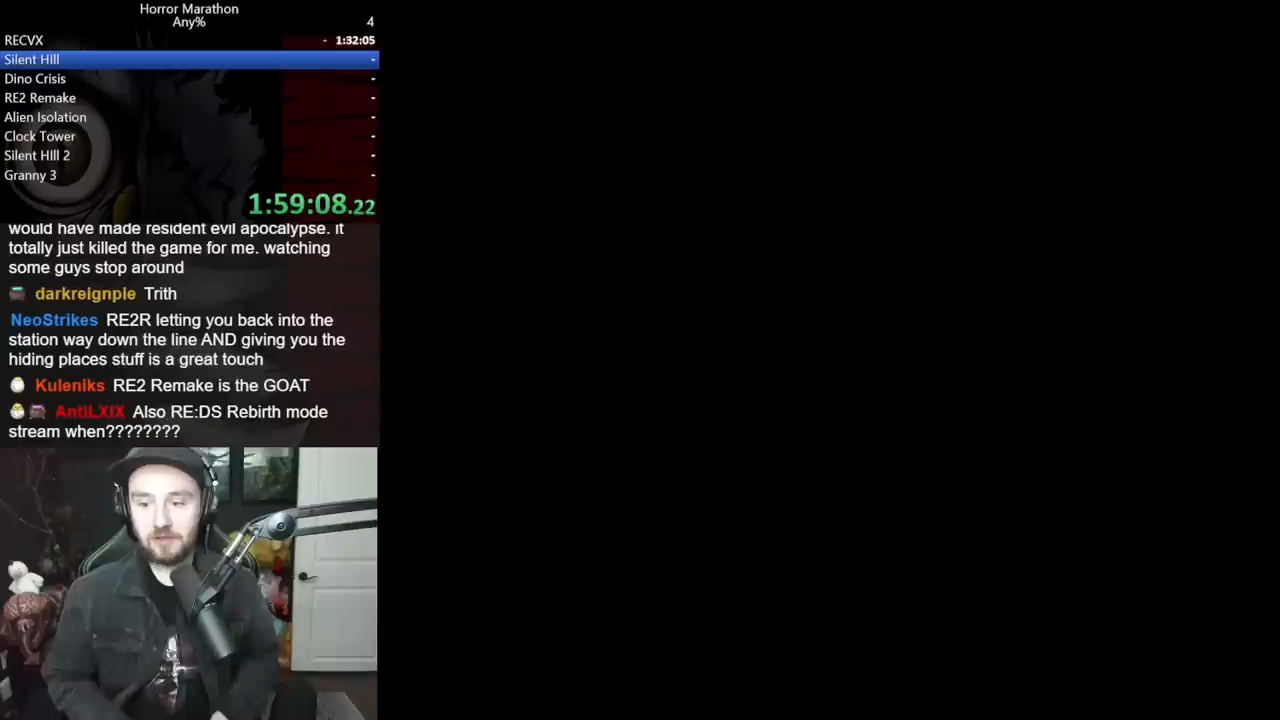 Horror Marathon
Any%
4
RECVX - 1:32:05
Silent HIll -
Dino Crisis -
RE2 Remake -
Alien Isolation -
Clock Tower -
Silent HIll 2 -
Granny 3 -
1:59:08.22
would have made resident evil apocalypse. it
totally just killed the game for me. watching
some guys stop around
darkreignpie Trith
NeoStrikes RE2R letting you back into the
station way down the line AND giving you the
hiding places stuff is a great touch
Kuleniks RE2 Remake is the GOAT
AntiLXIX Also RE:DS Rebirth mode
stream when????????